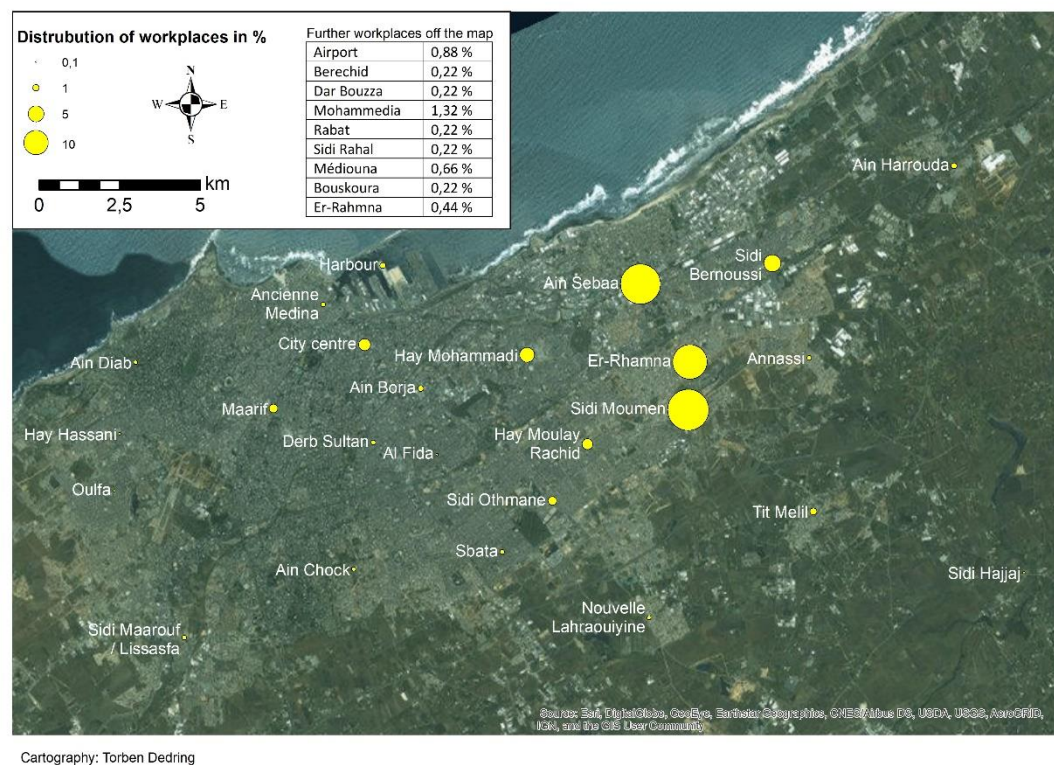 Distrubution of workplaces in %
0,1
1
5
10
N
W E
S
km
0 2,5 5
Further workplaces off the map
Airport 0,88 %
Berechid 0,22 %
Dar Bouzza 0,22 %
Mohammedia 1,32 %
Rabat 0,22 %
Sidi Rahal 0,22 %
Médiouna 0,66 %
Bouskoura 0,22 %
Er-Rahmna 0,44 %
Ain Harrouda
Harbour
Sidi
Bernoussi
Ain Sebaa
Ancienne
Medina
City centre
Hay Mohammadi
Er-Rhamna
Annassi
Ain Diab
Ain Borja
Maarif
Sidi Moumen
Hay Hassani
Derb Sultan
Al Fida
Hay Moulay
Rachid
Oulfa
Sidi Othmane
Tit Melil
Sbata
Ain Chock
Sidi Hajjaj
Nouvelle
Lahraouiyine
Sidi Maarouf
/ Lissasfa
Source: Esri, DigitalGlobe, GeoEye, Earthstar Geographics, CNES/Airbus DS, USDA, USGS, AeroGRID,
IGN, and the GIS User Community
Cartography: Torben Dedring